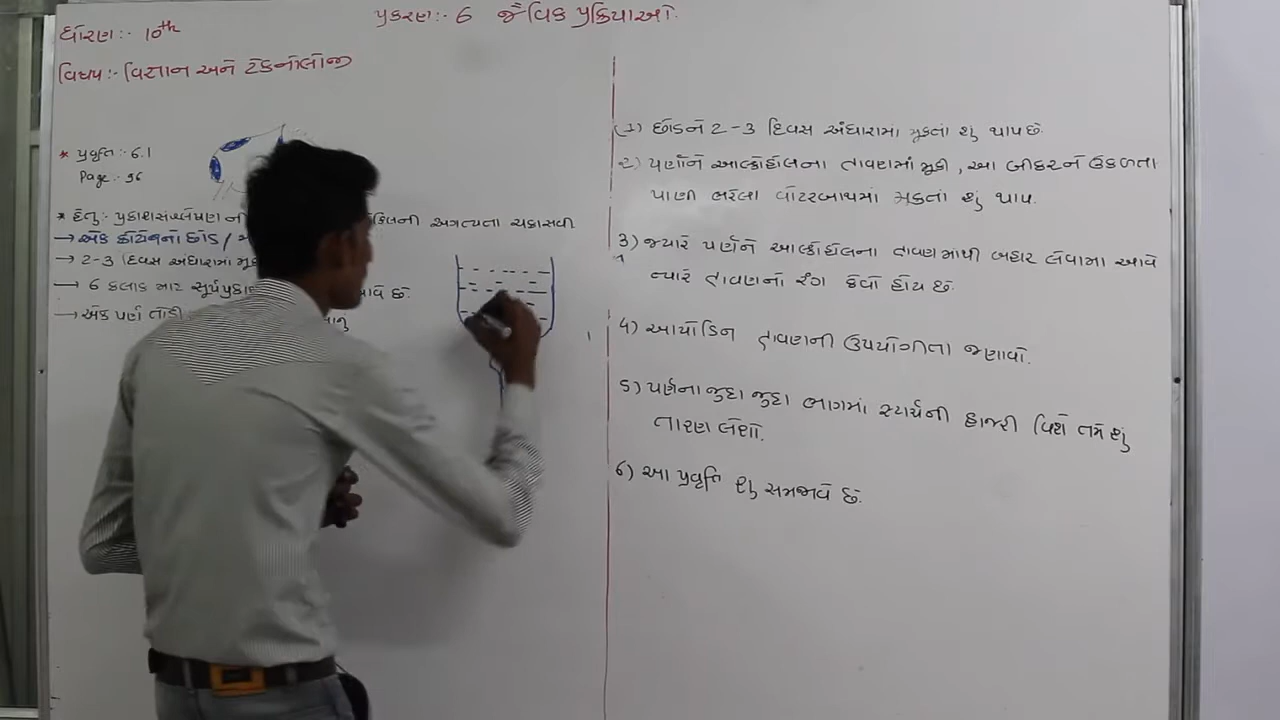 ધોરણ:- 10th
પ્રકરણ:- 6 જૈવિક પ્રક્રિયાઓ.
વિષય:- વિજ્ઞાન અને ટેકનોલોજી
* પ્રવૃતિ:- 6.1
Page:- 96
* હેતુ:- પ્રકાશસંશ્લેષણ ની અગત્યતા ચકાસવી
→ એક ક્રોટનનો છોડ /
→ 2-3 દિવસ અંધારામાં
→ 6 કલાક માટ સૂર્યપ્રકા છે.
→ એક પર્ણ તોડી
(1) છોડને 2-3 દિવસ અંધારામાં મૂકતાં શું થાય છે.
2) પર્ણોને આલ્કોહોલના દ્રાવણમાં મૂકી, આ બીકરને ઉકળતા
પાણી ભરેલા વોટરબાથમાં મૂકતાં શું થાય.
3) જ્યારે પર્ણને આલ્કોહોલના દ્રાવણમાંથી બહાર લેવામાં આવે
ત્યારે દ્રાવણનો રંગ કેવો હોય છે.
4) આયોડિન દ્રાવણની ઉપયોગીતા જણાવો.
5) પર્ણના જુદા જુદા ભાગમાં સ્ટાર્ચની હાજરી વિશે તમે શું
તારણ લેશો.
6) આ પ્રવૃતિ શું સમજાવે છે.